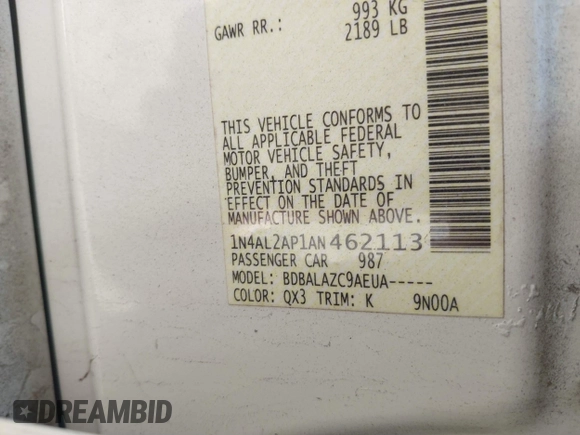 993 KG
GAWR RR.: 2189 LB
THIS VEHICLE CONFORMS TO
ALL APPLICABLE FEDERAL
MOTOR VEHICLE SAFETY,
BUMPER, AND THEFT
PREVENTION STANDARDS IN
EFFECT ON THE DATE OF
MANUFACTURE SHOWN ABOVE.
1N4AL2AP1AN462113
PASSENGER CAR 987
MODEL: BDBALAZC9AEUA-----
COLOR: QX3 TRIM: K 9N00A
DREAMBID